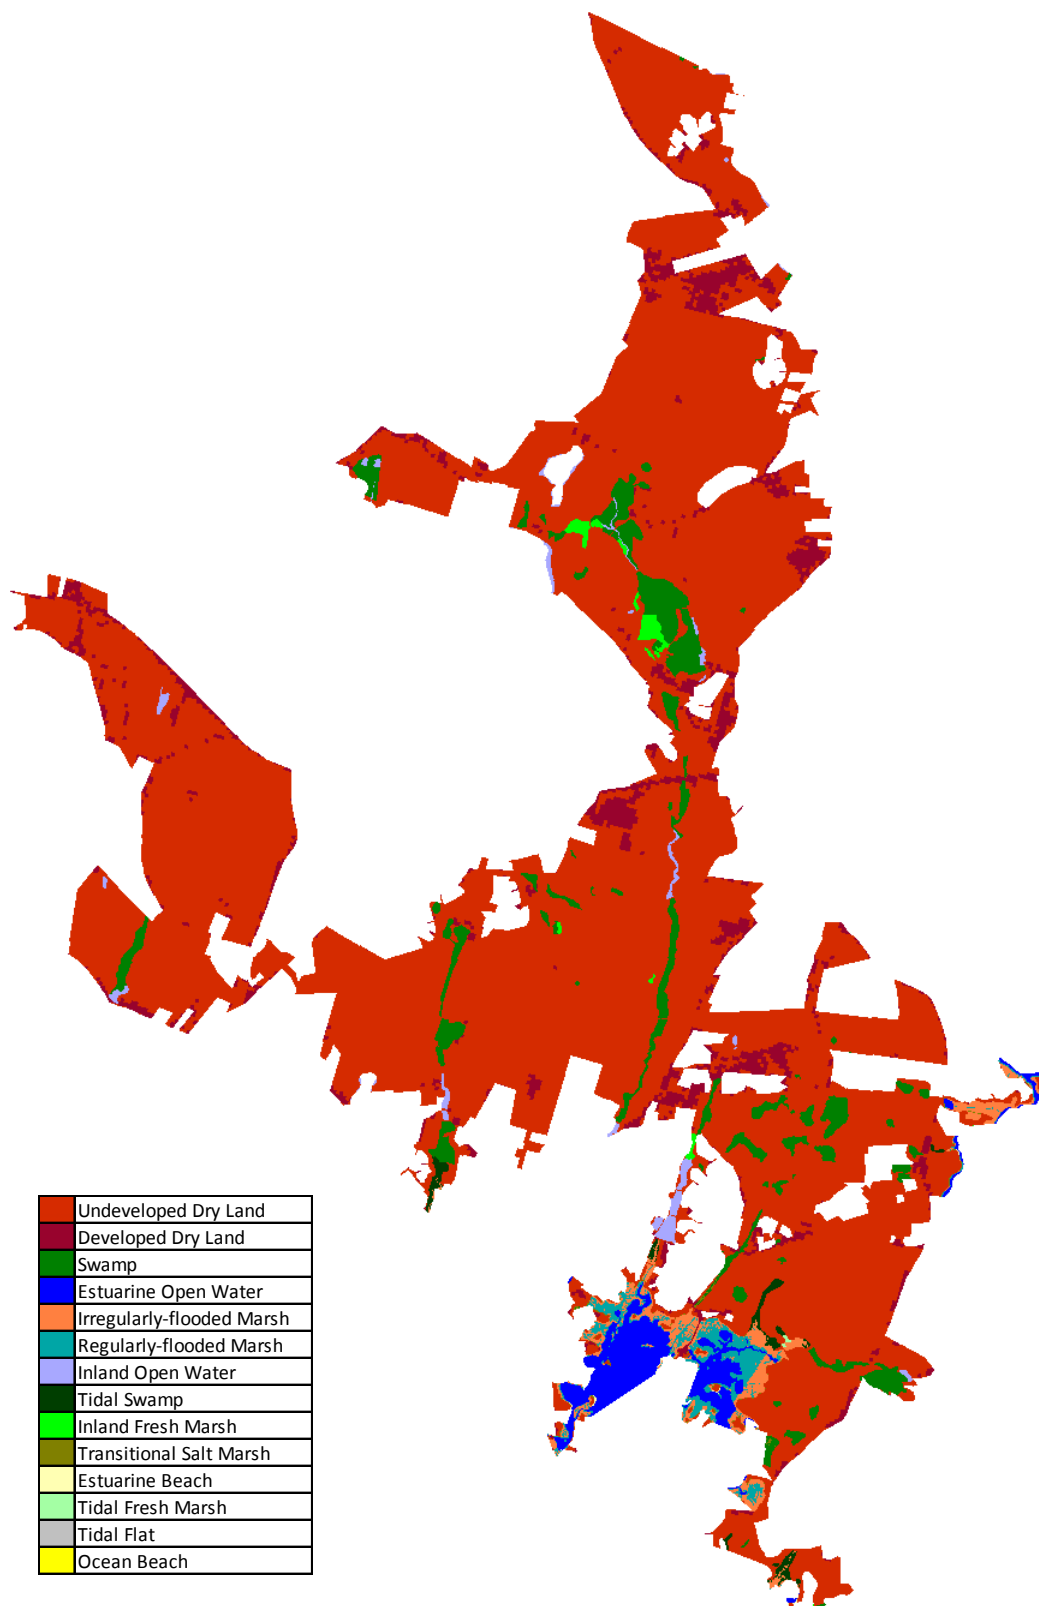 Undeveloped Dry Land
Developed Dry Land
Swamp
Estuarine Open Water
Irregularly-flooded Marsh
Regularly-flooded Marsh
Inland Open Water
Tidal Swamp
Inland Fresh Marsh
Transitional Salt Marsh
Estuarine Beach
Tidal Fresh Marsh
Tidal Flat
Ocean Beach